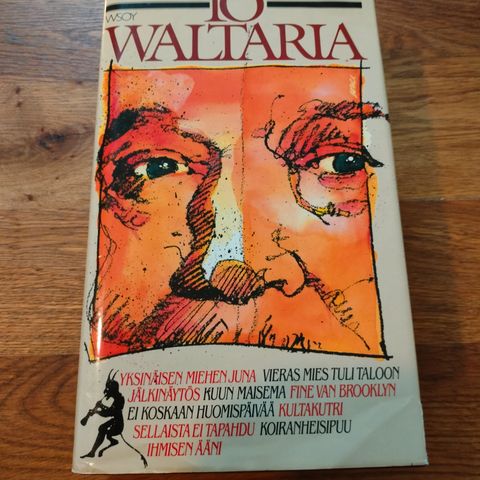 10
WSOY
WALTARIA
YKSINÄISEN MIEHEN JUNA VIERAS MIES TULI TALOON
JÄLKINÄYTÖS KUUN MAISEMA FINE VAN BROOKLYN
EI KOSKAAN HUOMISPÄIVÄÄ KULTAKUTRI
SELLAISTA EI TAPAHDU KOIRANHEISIPUU
IHMISEN ÄÄNI